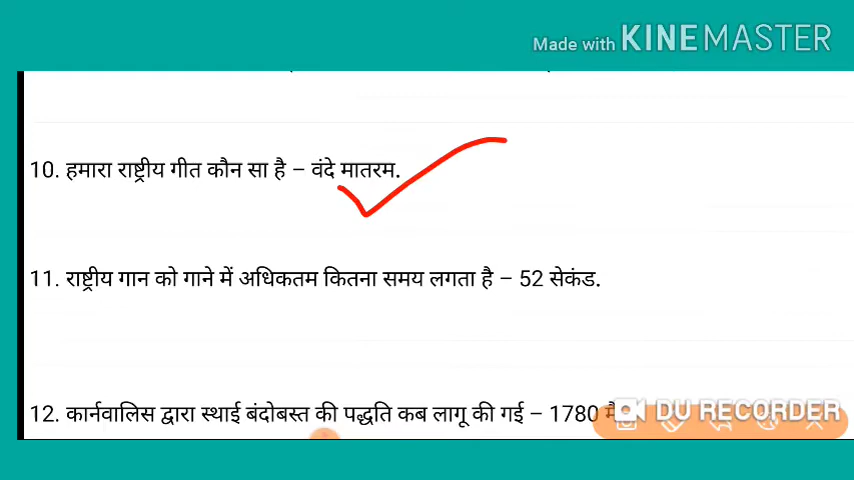 Made with KINEMASTER
10. हमारा राष्ट्रीय गीत कौन सा है – वंदे मातरम.
11. राष्ट्रीय गान को गाने में अधिकतम कितना समय लगता है – 52 सेकंड.
12. कार्नवालिस द्वारा स्थाई बंदोबस्त की पद्धति कब लागू की गई – 1780
DU RECORDER